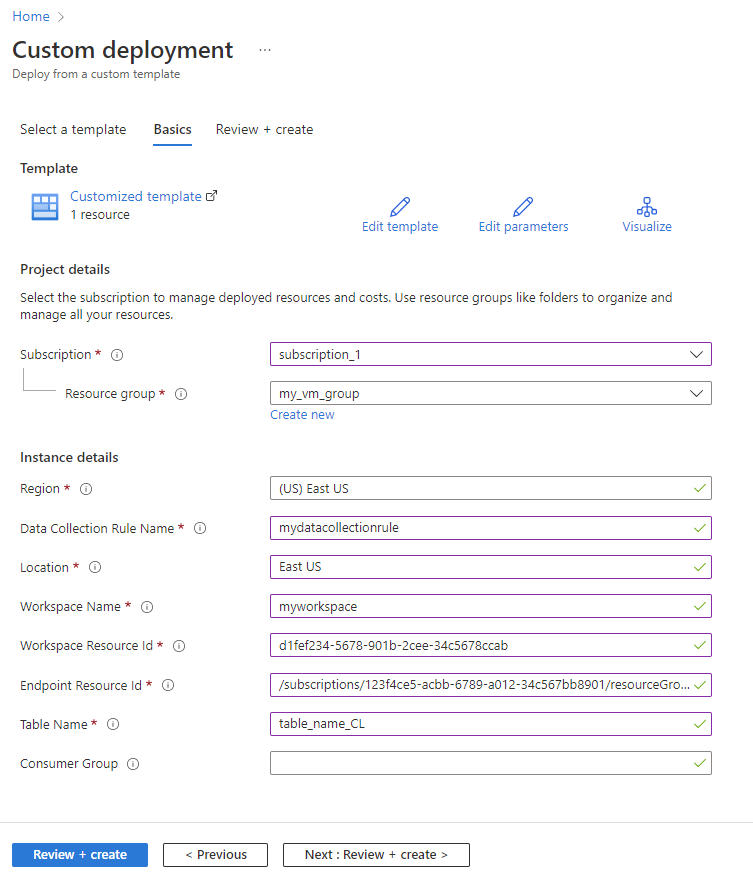 Home >
Custom deployment ...
Deploy from a custom template
Select a template Basics Review + create
Template
Customized template
1 resource
Edit template Edit parameters Visualize
Project details
Select the subscription to manage deployed resources and costs. Use resource groups like folders to organize and
manage all your resources.
Subscription * subscription_1
Resource group * my_vm_group
Create new
Instance details
Region * (US) East US
Data Collection Rule Name * mydatacollectionrule
Location * East US
Workspace Name * myworkspace
Workspace Resource Id * d1fef234-5678-901b-2cee-34c5678ccab
Endpoint Resource Id * /subscriptions/123f4ce5-acbb-6789-a012-34c567bb8901/resourceGro...
Table Name * table_name_CL
Consumer Group
Review + create < Previous Next : Review + create >